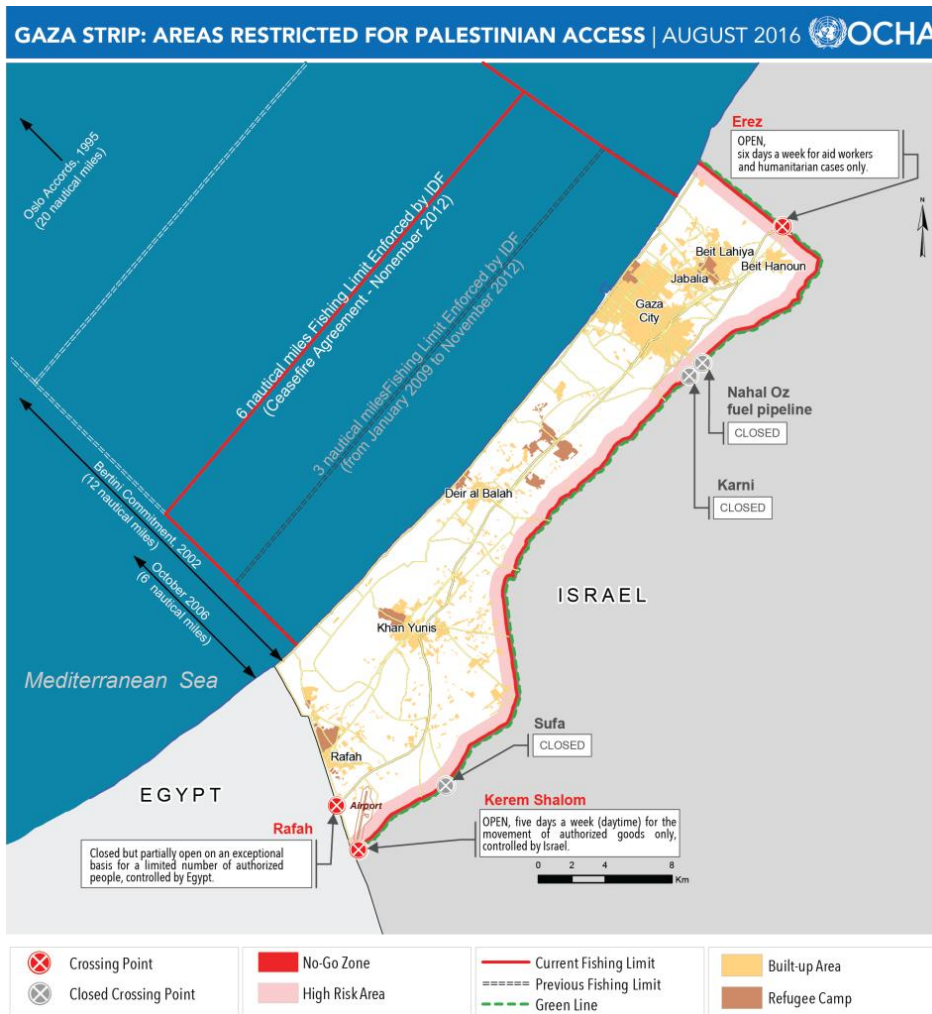 GAZA STRIP: AREAS RESTRICTED FOR PALESTINIAN ACCESS | AUGUST 2016 OCHA
Oslo Accords, 1995
(20 nautical miles)
6 nautical miles Fishing Limit Enforced by IDF
(Ceasefire Agreement - Nonember 2012)
3 nautical milesFishing Limit Enforced by IDF
(from January 2009 to November 2012)
Bertini Commitment, 2002
(12 nautical miles)
October 2006
(6 nautical miles)
Mediterranean Sea
Erez
OPEN,
six days a week for aid workers
and humanitarian cases only.
N
Beit Lahiya
Beit Hanoun
Jabalia
Gaza
City
Nahal Oz
fuel pipeline
CLOSED
Karni
CLOSED
Deir al Balah
ISRAEL
Khan Yunis
Sufa
CLOSED
Rafah
EGYPT
Airport
Rafah
Closed but partially open on an exceptional
basis for a limited number of authorized
people, controlled by Egypt.
Kerem Shalom
OPEN, five days a week (daytime) for the
movement of authorized goods only,
controlled by Israel.
0 2 4 8
Km
Crossing Point
Closed Crossing Point
No-Go Zone
High Risk Area
Current Fishing Limit
Previous Fishing Limit
Green Line
Built-up Area
Refugee Camp